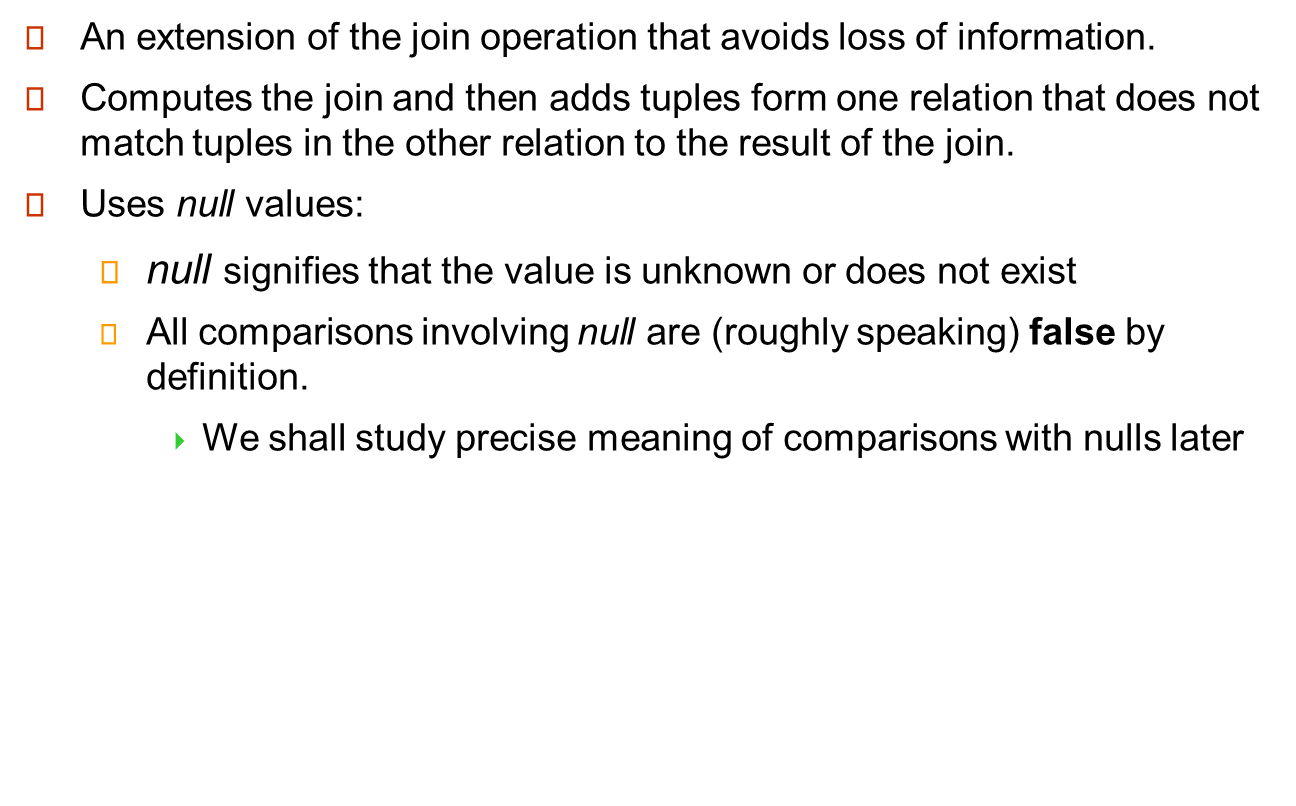 An extension of the join operation that avoids loss of information.
Computes the join and then adds tuples form one relation that does not
match tuples in the other relation to the result of the join.
Uses null values:
null signifies that the value is unknown or does not exist
All comparisons involving null are (roughly speaking) false by
definition.
We shall study precise meaning of comparisons with nulls later